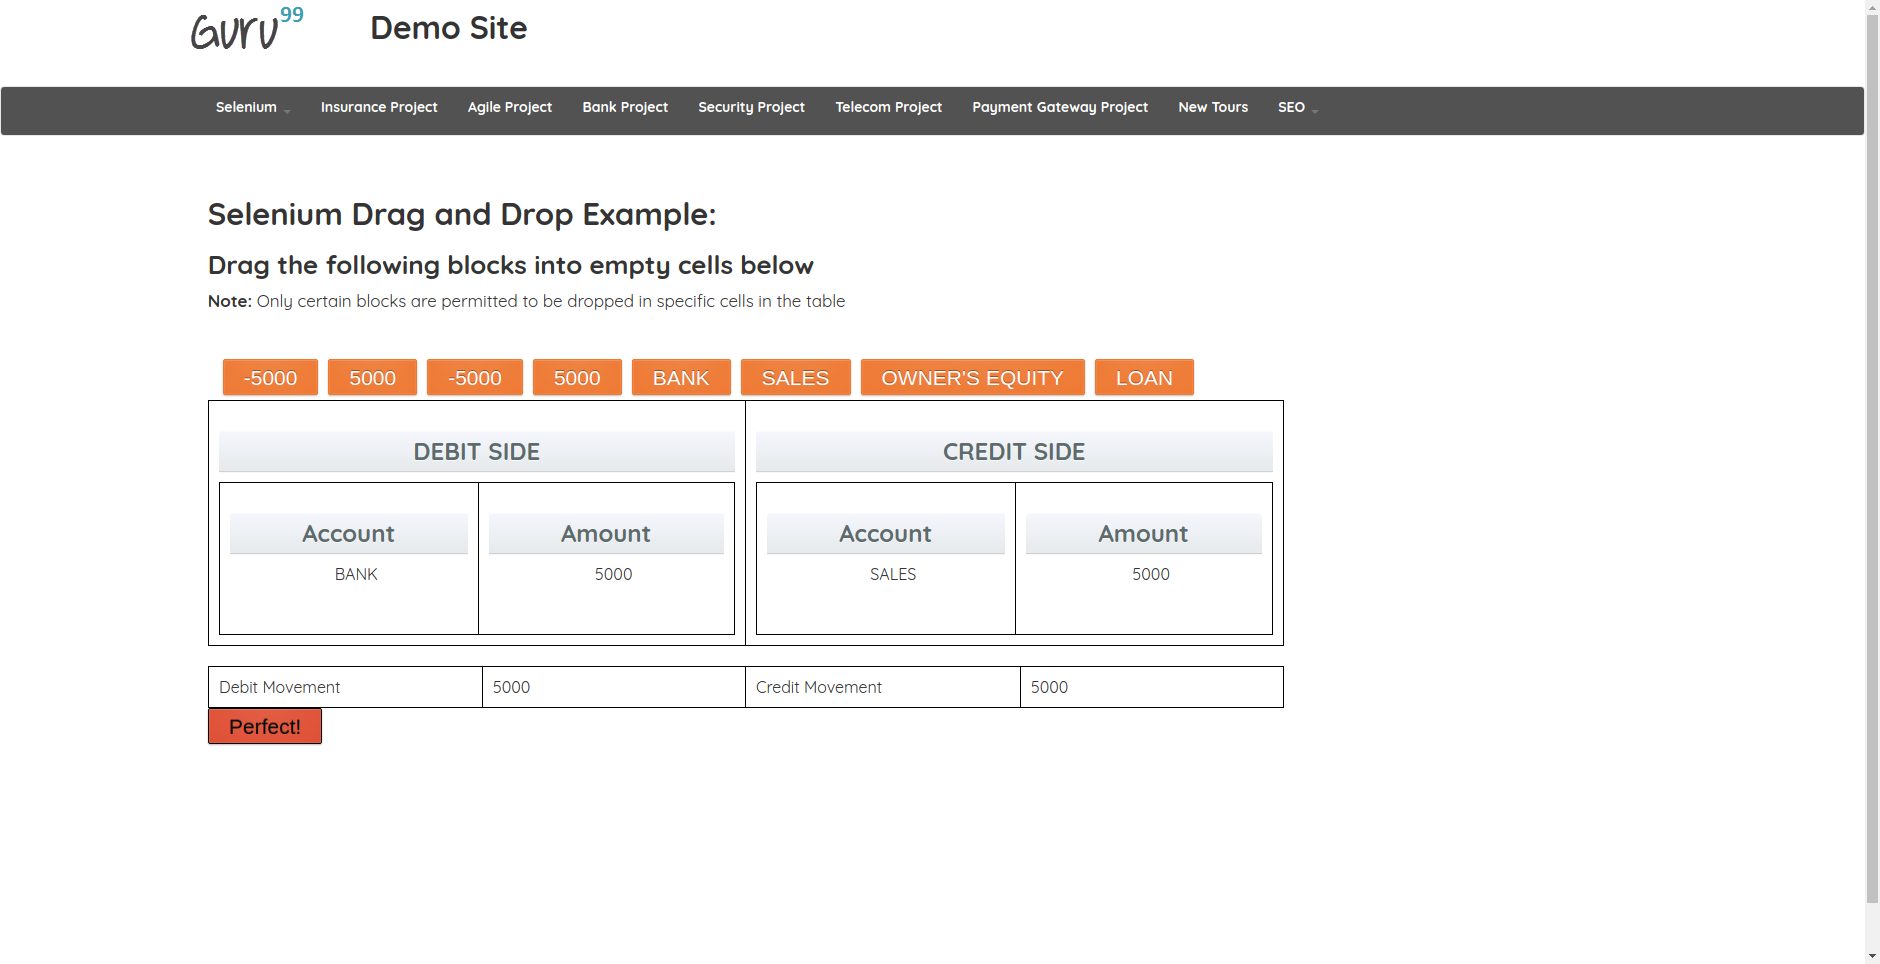 Guru99
Demo Site
Selenium Insurance Project Agile Project Bank Project Security Project Telecom Project Payment Gateway Project New Tours SEO
Selenium Drag and Drop Example:
Drag the following blocks into empty cells below
Note: Only certain blocks are permitted to be dropped in specific cells in the table
-5000 5000 -5000 5000 BANK SALES OWNER'S EQUITY LOAN
DEBIT SIDE CREDIT SIDE
Account Amount Account Amount
BANK 5000 SALES 5000
Debit Movement 5000 Credit Movement 5000
Perfect!